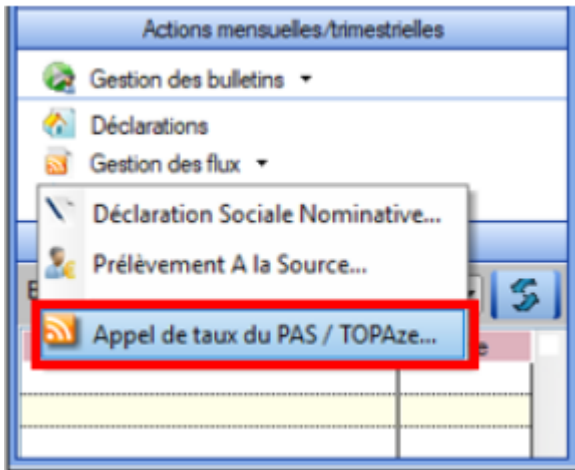 Actions mensuelles/trimestrielles
Gestion des bulletins
Déclarations
Gestion des flux
Déclaration Sociale Nominative...
Prélèvement A la Source...
Appel de taux du PAS / TOPAze...